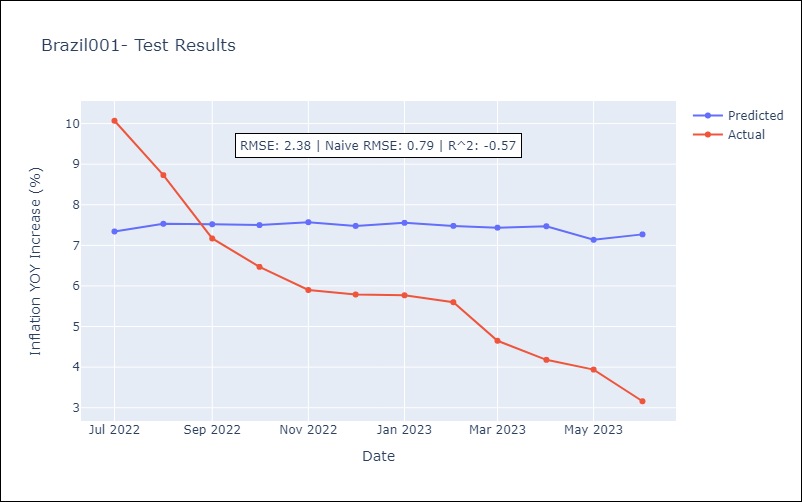 Brazil001- Test Results
Predicted
Actual
RMSE: 2.38 | Naive RMSE: 0.79 | R^2: -0.57
Inflation YOY Increase (%)
10
9
8
7
6
5
4
3
Jul 2022
Sep 2022
Nov 2022
Jan 2023
Mar 2023
May 2023
Date